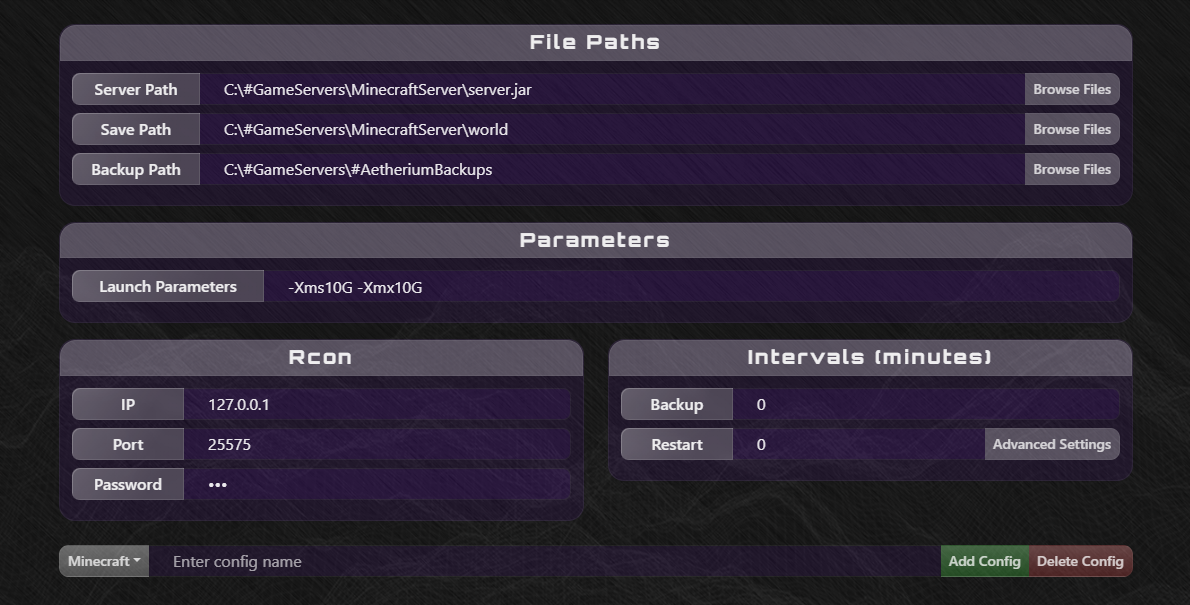 File Paths
Server Path C:\#GameServers\MinecraftServer\server.jar Browse Files
Save Path C:\#GameServers\MinecraftServer\world Browse Files
Backup Path C:\#GameServers\#AetheriumBackups Browse Files
Parameters
Launch Parameters -Xms10G -Xmx10G
Rcon
IP 127.0.0.1
Port 25575
Password •••
Intervals (minutes)
Backup 0
Restart 0 Advanced Settings
Minecraft Enter config name Add Config Delete Config